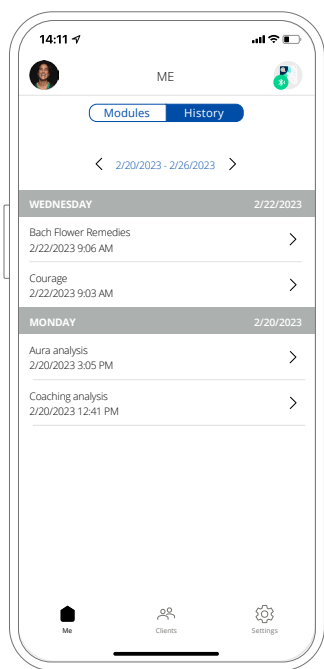 14:11
ME
Modules History
2/20/2023 - 2/26/2023
WEDNESDAY 2/22/2023
Bach Flower Remedies
2/22/2023 9:06 AM
Courage
2/22/2023 9:03 AM
MONDAY 2/20/2023
Aura analysis
2/20/2023 3:05 PM
Coaching analysis
2/20/2023 12:41 PM
Me Clients Settings